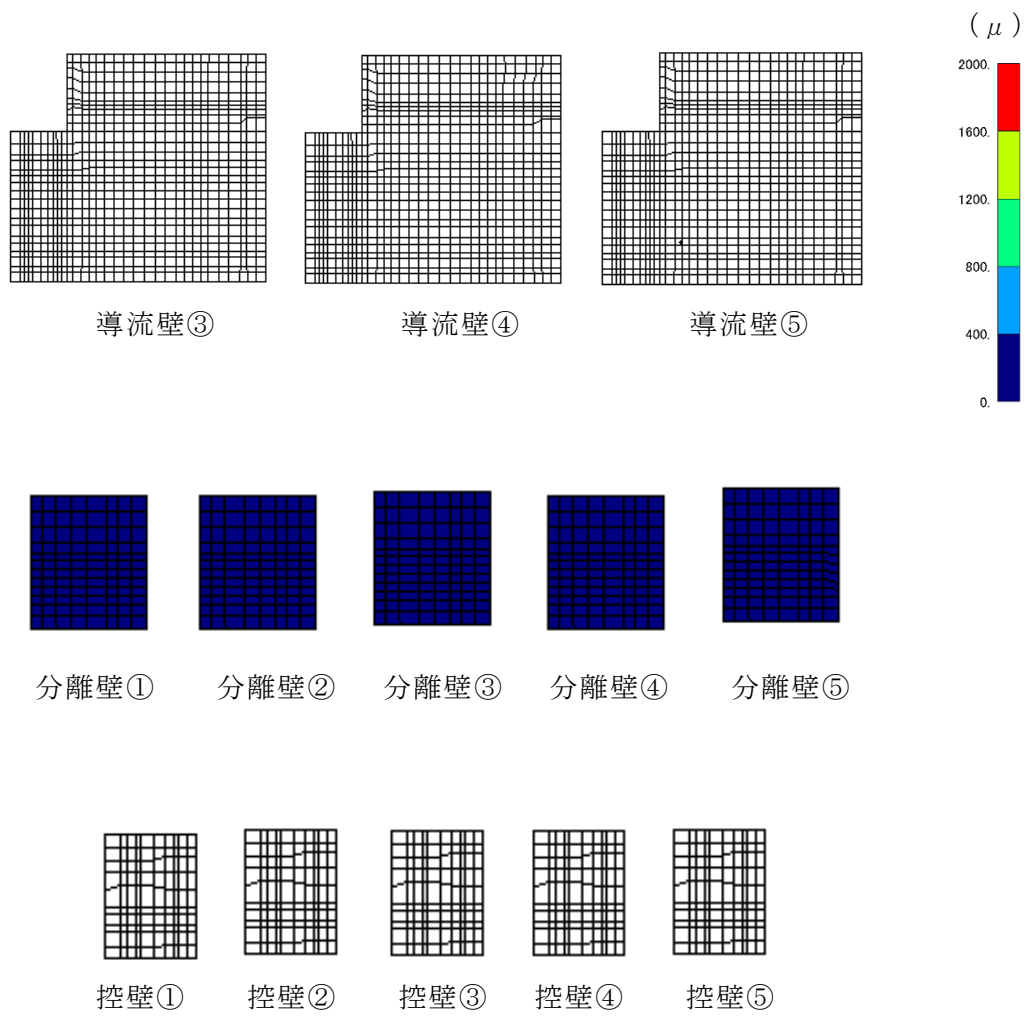 (μ)
2000.
1600.
1200.
800.
400.
0.
導流壁③ 導流壁④ 導流壁⑤
分離壁① 分離壁② 分離壁③ 分離壁④ 分離壁⑤
控壁① 控壁② 控壁③ 控壁④ 控壁⑤